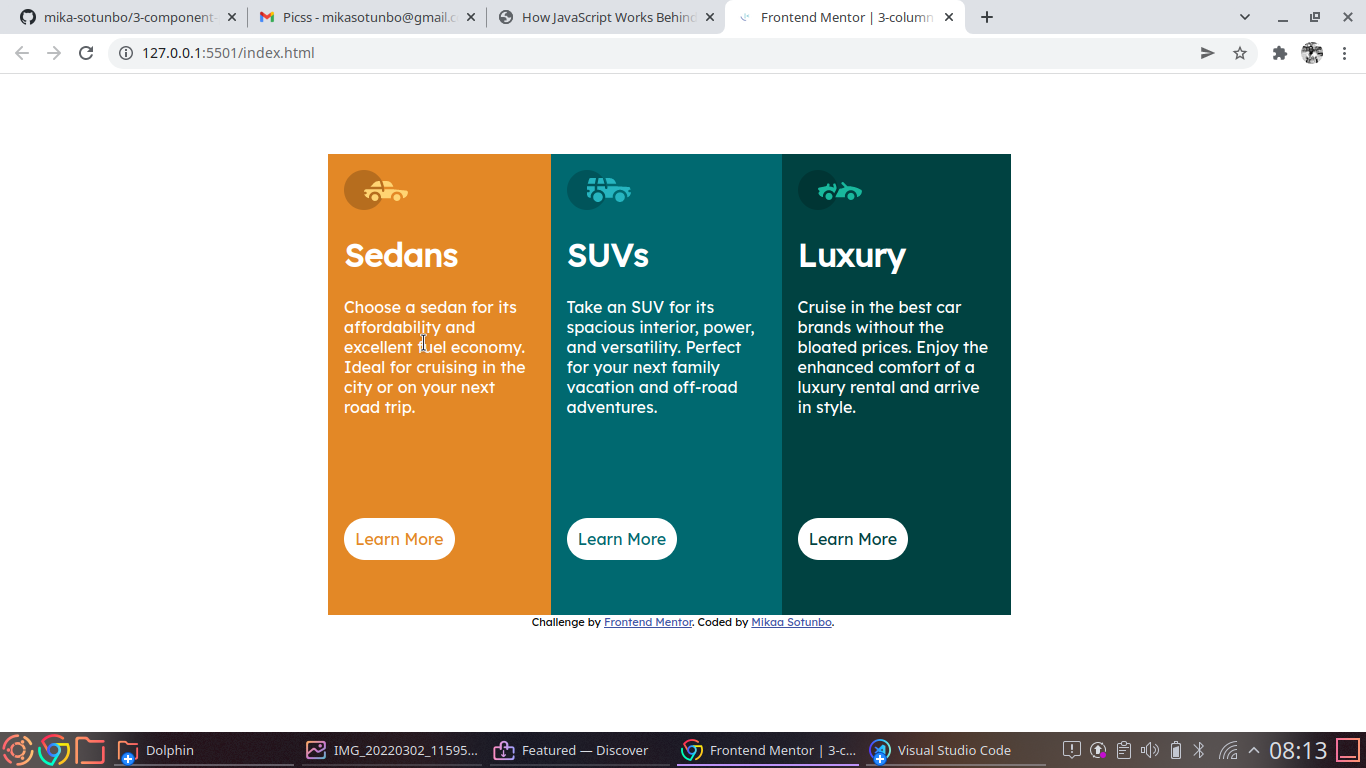 mika-sotunbo/3-component-
Picss - mikasotunbo@gmail.c
How JavaScript Works Behind
Frontend Mentor | 3-column
127.0.0.1:5501/index.html
Sedans
Choose a sedan for its
affordability and
excellent fuel economy.
Ideal for cruising in the
city or on your next
road trip.
Learn More
SUVs
Take an SUV for its
spacious interior, power,
and versatility. Perfect
for your next family
vacation and off-road
adventures.
Learn More
Luxury
Cruise in the best car
brands without the
bloated prices. Enjoy the
enhanced comfort of a
luxury rental and arrive
in style.
Learn More
Challenge by Frontend Mentor. Coded by Mikaa Sotunbo.
Dolphin
IMG_20220302_11595...
Featured — Discover
Frontend Mentor | 3-c...
Visual Studio Code
08:13